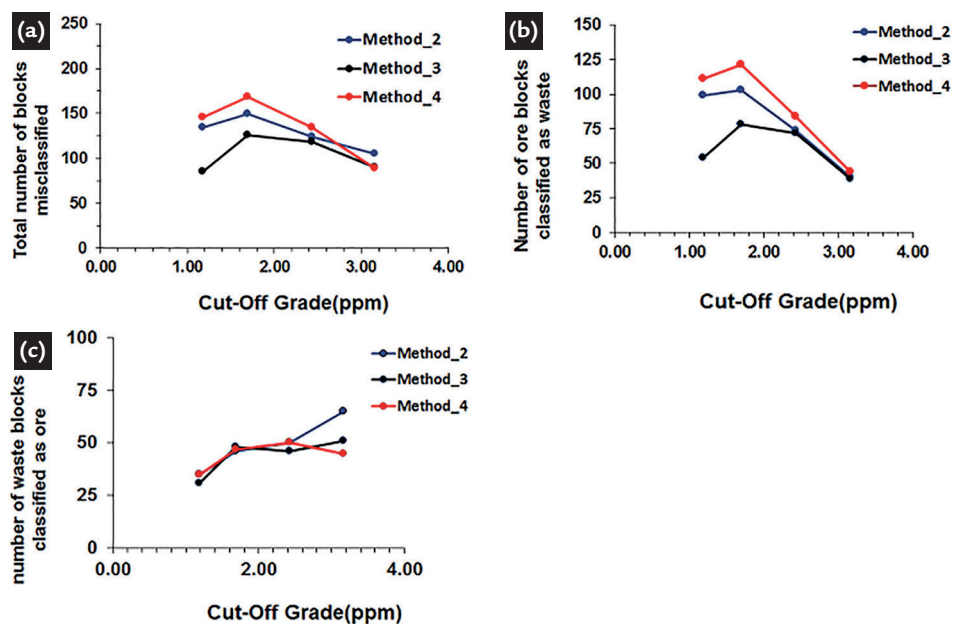 (a)
Total number of blocks
misclassified
250
200
150
100
50
0
0.00 1.00 2.00 3.00 4.00
Cut-Off Grade(ppm)
Method_2
Method_3
Method_4
(b)
Number of ore blocks
classified as waste
150
125
100
75
50
25
0
0.00 1.00 2.00 3.00 4.00
Cut-Off Grade(ppm)
Method_2
Method_3
Method_4
(c)
number of waste blocks
classified as ore
100
75
50
25
0
0.00 2.00 4.00
Cut-Off Grade(ppm)
Method_2
Method_3
Method_4